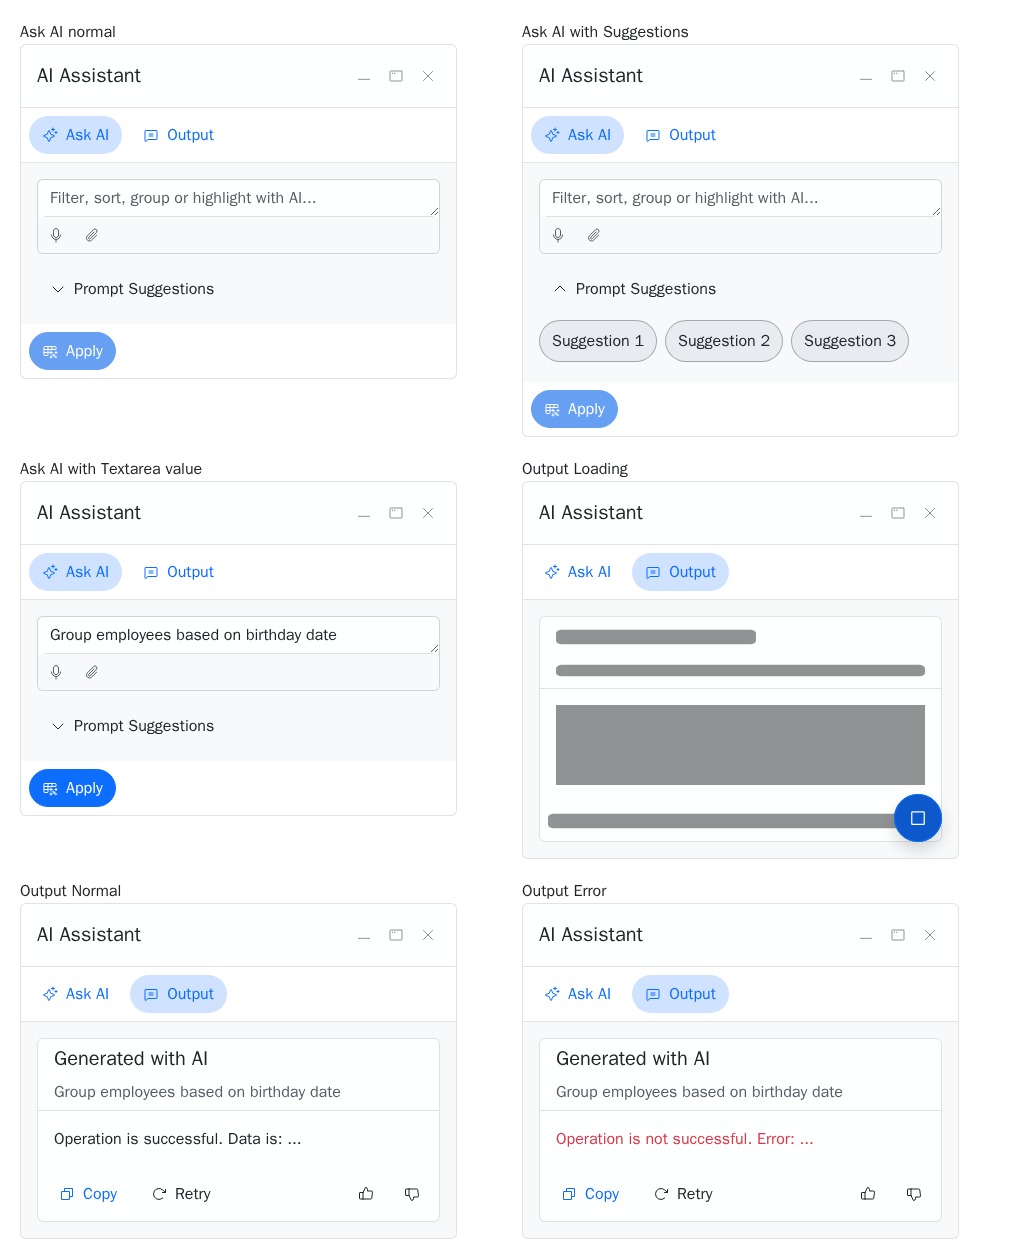 Ask AI normal
AI Assistant
Ask AI Output
Filter, sort, group or highlight with AI...
Prompt Suggestions
Apply
Ask AI with Suggestions
AI Assistant
Ask AI Output
Filter, sort, group or highlight with AI...
Prompt Suggestions
Suggestion 1 Suggestion 2 Suggestion 3
Apply
Ask AI with Textarea value
AI Assistant
Ask AI Output
Group employees based on birthday date
Prompt Suggestions
Apply
Output Loading
AI Assistant
Ask AI Output
Output Normal
AI Assistant
Ask AI Output
Generated with AI
Group employees based on birthday date
Operation is successful. Data is: ...
Copy Retry
Output Error
AI Assistant
Ask AI Output
Generated with AI
Group employees based on birthday date
Operation is not successful. Error: ...
Copy Retry